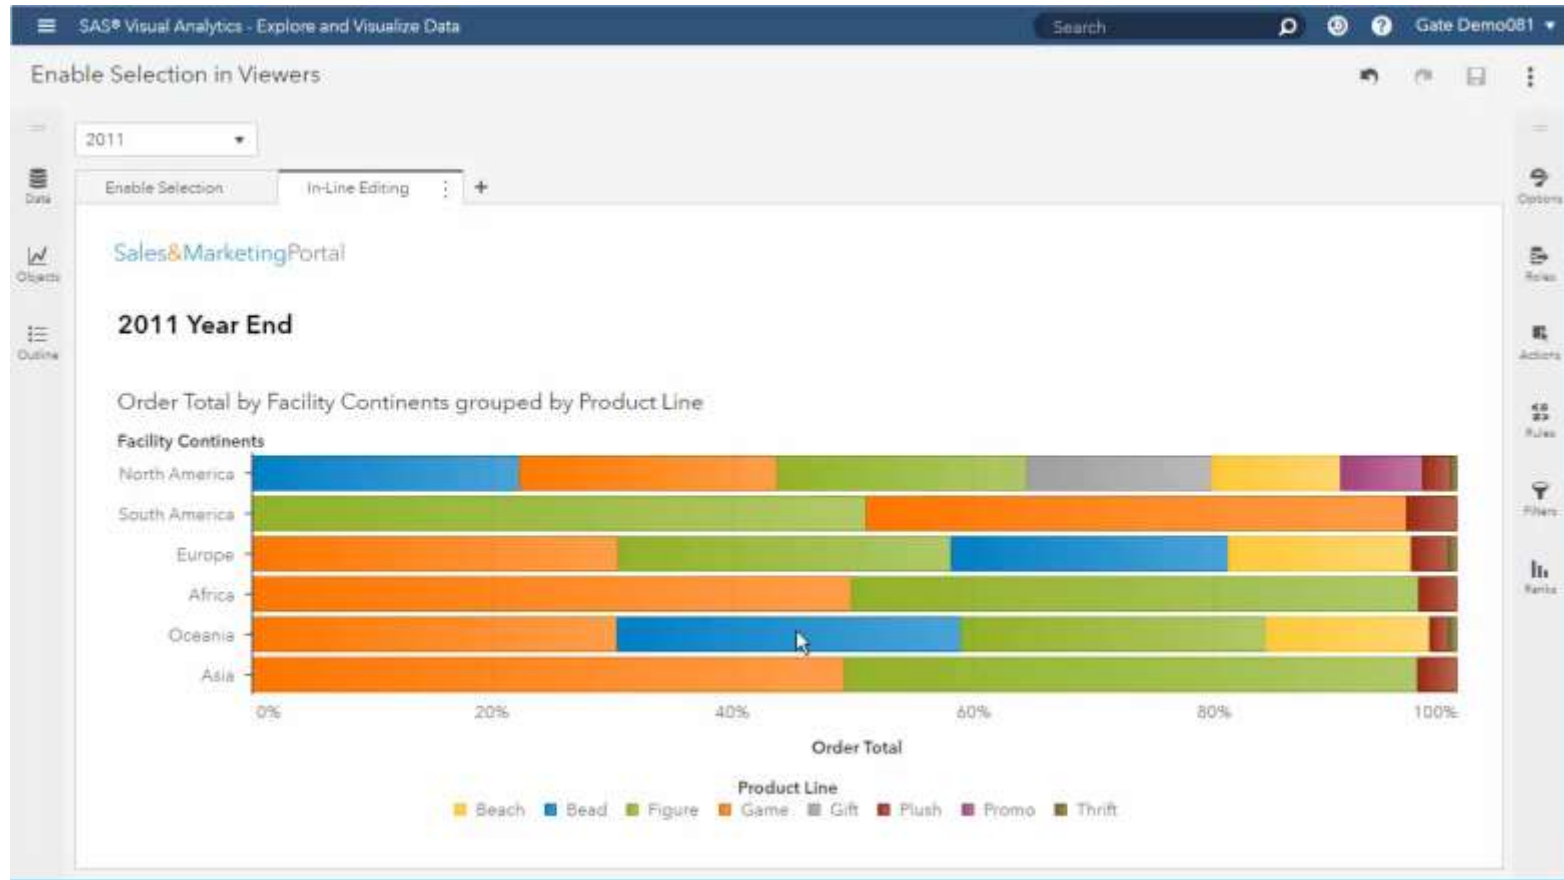 SAS® Visual Analytics - Explore and Visualize Data
Search
Gate Demo081
Enable Selection in Viewers
2011
Data
Objects
Outline
Enable Selection
In-Line Editing
+
Options
Roles
Actions
Rules
Filters
Ranks
Sales&MarketingPortal
2011 Year End
Order Total by Facility Continents grouped by Product Line
Facility Continents
North America
South America
Europe
Africa
Oceania
Asia
0% 20% 40% 60% 80% 100%
Order Total
Product Line
Beach Bead Figure Game Gift Plush Promo Thrift